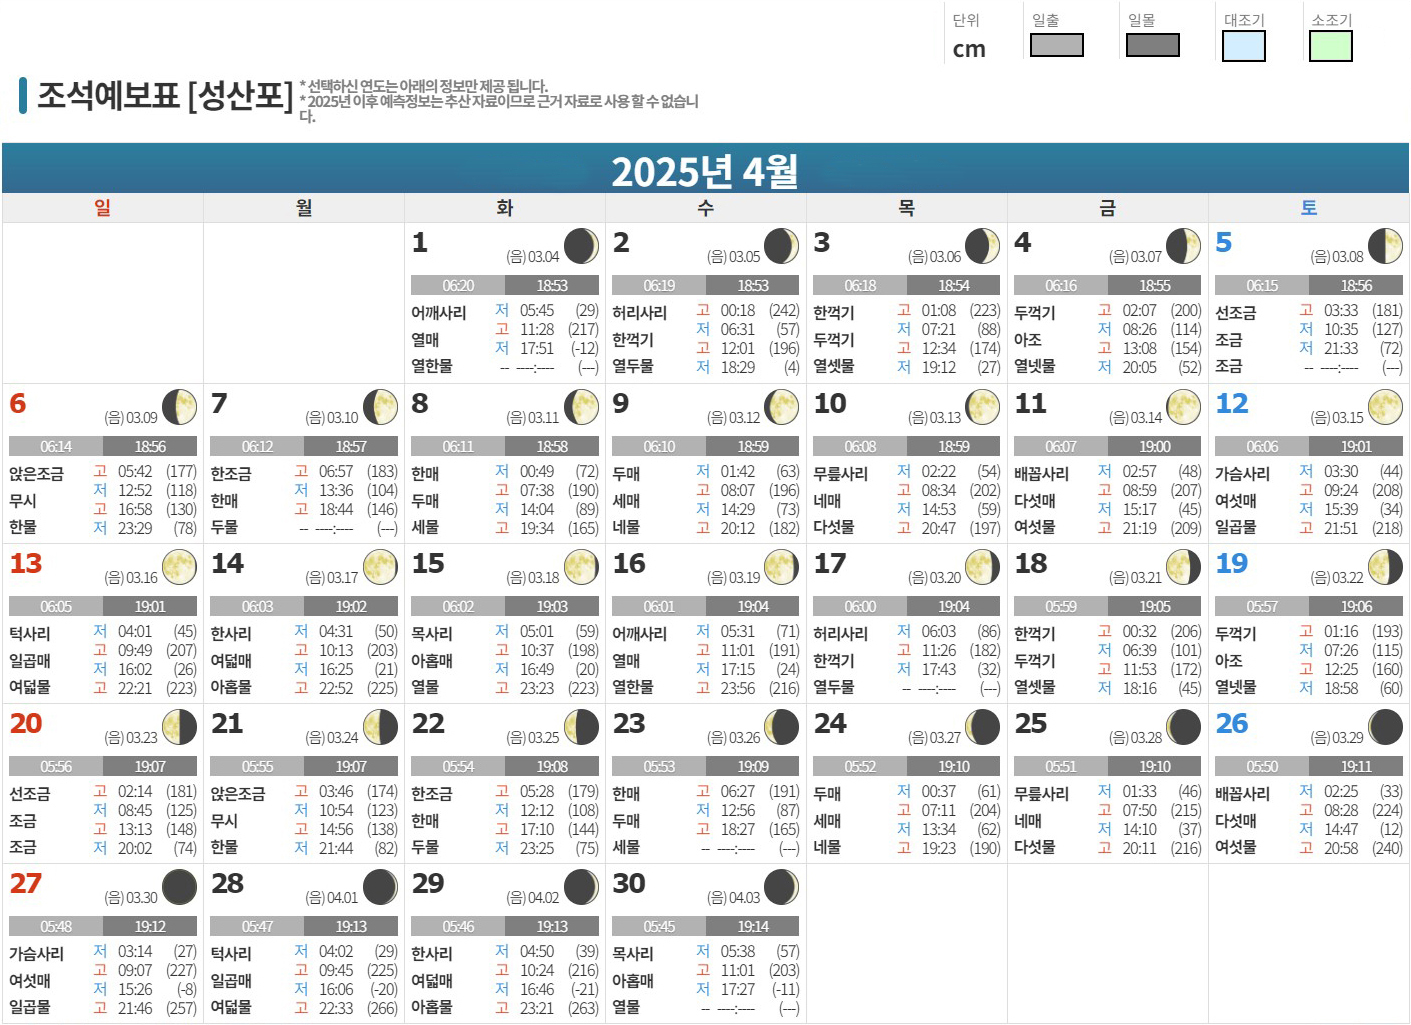 단위 일출 일몰 대조기 소조기
cm
조석예보표 [성산포]
* 선택하신 연도는 아래의 정보만 제공 됩니다.
* 2025년 이후 예측정보는 추산 자료이므로 근거 자료로 사용 할 수 없습니
다.
2025년 4월
일 월 화 수 목 금 토
1 (음) 03.04
06:20 18:53
어깨사리 열매 열한물
저 05:45 (29)
고 11:28 (217)
저 17:51 (-12)
-- ----:---- (---)
2 (음) 03.05
06:19 18:53
허리사리 한꺽기 열두물
고 00:18 (242)
저 06:31 (57)
고 12:01 (196)
저 18:29 (4)
3 (음) 03.06
06:18 18:54
한꺽기 두꺽기 열셋물
고 01:08 (223)
저 07:21 (88)
고 12:34 (174)
저 19:12 (27)
4 (음) 03.07
06:16 18:55
두꺽기 아조 열넷물
고 02:07 (200)
저 08:26 (114)
고 13:08 (154)
저 20:05 (52)
5 (음) 03.08
06:15 18:56
선조금 조금 조금
고 03:33 (181)
저 10:35 (127)
저 21:33 (72)
-- ----:---- (---)
6 (음) 03.09
06:14 18:56
앉은조금 무시 한물
고 05:42 (177)
저 12:52 (118)
고 16:58 (130)
저 23:29 (78)
7 (음) 03.10
06:12 18:57
한조금 한매 두물
고 06:57 (183)
저 13:36 (104)
고 18:44 (146)
-- ----:---- (---)
8 (음) 03.11
06:11 18:58
한매 두매 세물
저 00:49 (72)
고 07:38 (190)
저 14:04 (89)
고 19:34 (165)
9 (음) 03.12
06:10 18:59
두매 세매 네물
저 01:42 (63)
고 08:07 (196)
저 14:29 (73)
고 20:12 (182)
10 (음) 03.13
06:08 18:59
무릎사리 네매 다섯물
저 02:22 (54)
고 08:34 (202)
저 14:53 (59)
고 20:47 (197)
11 (음) 03.14
06:07 19:00
배꼽사리 다섯매 여섯물
저 02:57 (48)
고 08:59 (207)
저 15:17 (45)
고 21:19 (209)
12 (음) 03.15
06:06 19:01
가슴사리 여섯매 일곱물
저 03:30 (44)
고 09:24 (208)
저 15:39 (34)
고 21:51 (218)
13 (음) 03.16
06:05 19:01
턱사리 일곱매 여덟물
저 04:01 (45)
고 09:49 (207)
저 16:02 (26)
고 22:21 (223)
14 (음) 03.17
06:03 19:02
한사리 여덟매 아홉물
저 04:31 (50)
고 10:13 (203)
저 16:25 (21)
고 22:52 (225)
15 (음) 03.18
06:02 19:03
목사리 아홉매 열물
저 05:01 (59)
고 10:37 (198)
저 16:49 (20)
고 23:23 (223)
16 (음) 03.19
06:01 19:04
어깨사리 열매 열한물
저 05:31 (71)
고 11:01 (191)
저 17:15 (24)
고 23:56 (216)
17 (음) 03.20
06:00 19:04
허리사리 한꺽기 열두물
저 06:03 (86)
고 11:26 (182)
저 17:43 (32)
-- ----:---- (---)
18 (음) 03.21
05:59 19:05
한꺽기 두꺽기 열셋물
고 00:32 (206)
저 06:39 (101)
고 11:53 (172)
저 18:16 (45)
19 (음) 03.22
05:57 19:06
두꺽기 아조 열넷물
고 01:16 (193)
저 07:26 (115)
고 12:25 (160)
저 18:58 (60)
20 (음) 03.23
05:56 19:07
선조금 조금 조금
고 02:14 (181)
저 08:45 (125)
고 13:13 (148)
저 20:02 (74)
21 (음) 03.24
05:55 19:07
앉은조금 무시 한물
고 03:46 (174)
저 10:54 (123)
고 14:56 (138)
저 21:44 (82)
22 (음) 03.25
05:54 19:08
한조금 한매 두물
고 05:28 (179)
저 12:12 (108)
고 17:10 (144)
저 23:25 (75)
23 (음) 03.26
05:53 19:09
한매 두매 세물
고 06:27 (191)
저 12:56 (87)
고 18:27 (165)
-- ----:---- (---)
24 (음) 03.27
05:52 19:10
두매 세매 네물
저 00:37 (61)
고 07:11 (204)
저 13:34 (62)
고 19:23 (190)
25 (음) 03.28
05:51 19:10
무릎사리 네매 다섯물
저 01:33 (46)
고 07:50 (215)
저 14:10 (37)
고 20:11 (216)
26 (음) 03.29
05:50 19:11
배꼽사리 다섯매 여섯물
저 02:25 (33)
고 08:28 (224)
저 14:47 (12)
고 20:58 (240)
27 (음) 03.30
05:48 19:12
가슴사리 여섯매 일곱물
저 03:14 (27)
고 09:07 (227)
저 15:26 (-8)
고 21:46 (257)
28 (음) 04.01
05:47 19:13
턱사리 일곱매 여덟물
저 04:02 (29)
고 09:45 (225)
저 16:06 (-20)
고 22:33 (266)
29 (음) 04.02
05:46 19:13
한사리 여덟매 아홉물
저 04:50 (39)
고 10:24 (216)
저 16:46 (-21)
고 23:21 (263)
30 (음) 04.03
05:45 19:14
목사리 아홉매 열물
저 05:38 (57)
고 11:01 (203)
저 17:27 (-11)
-- ----:---- (---)